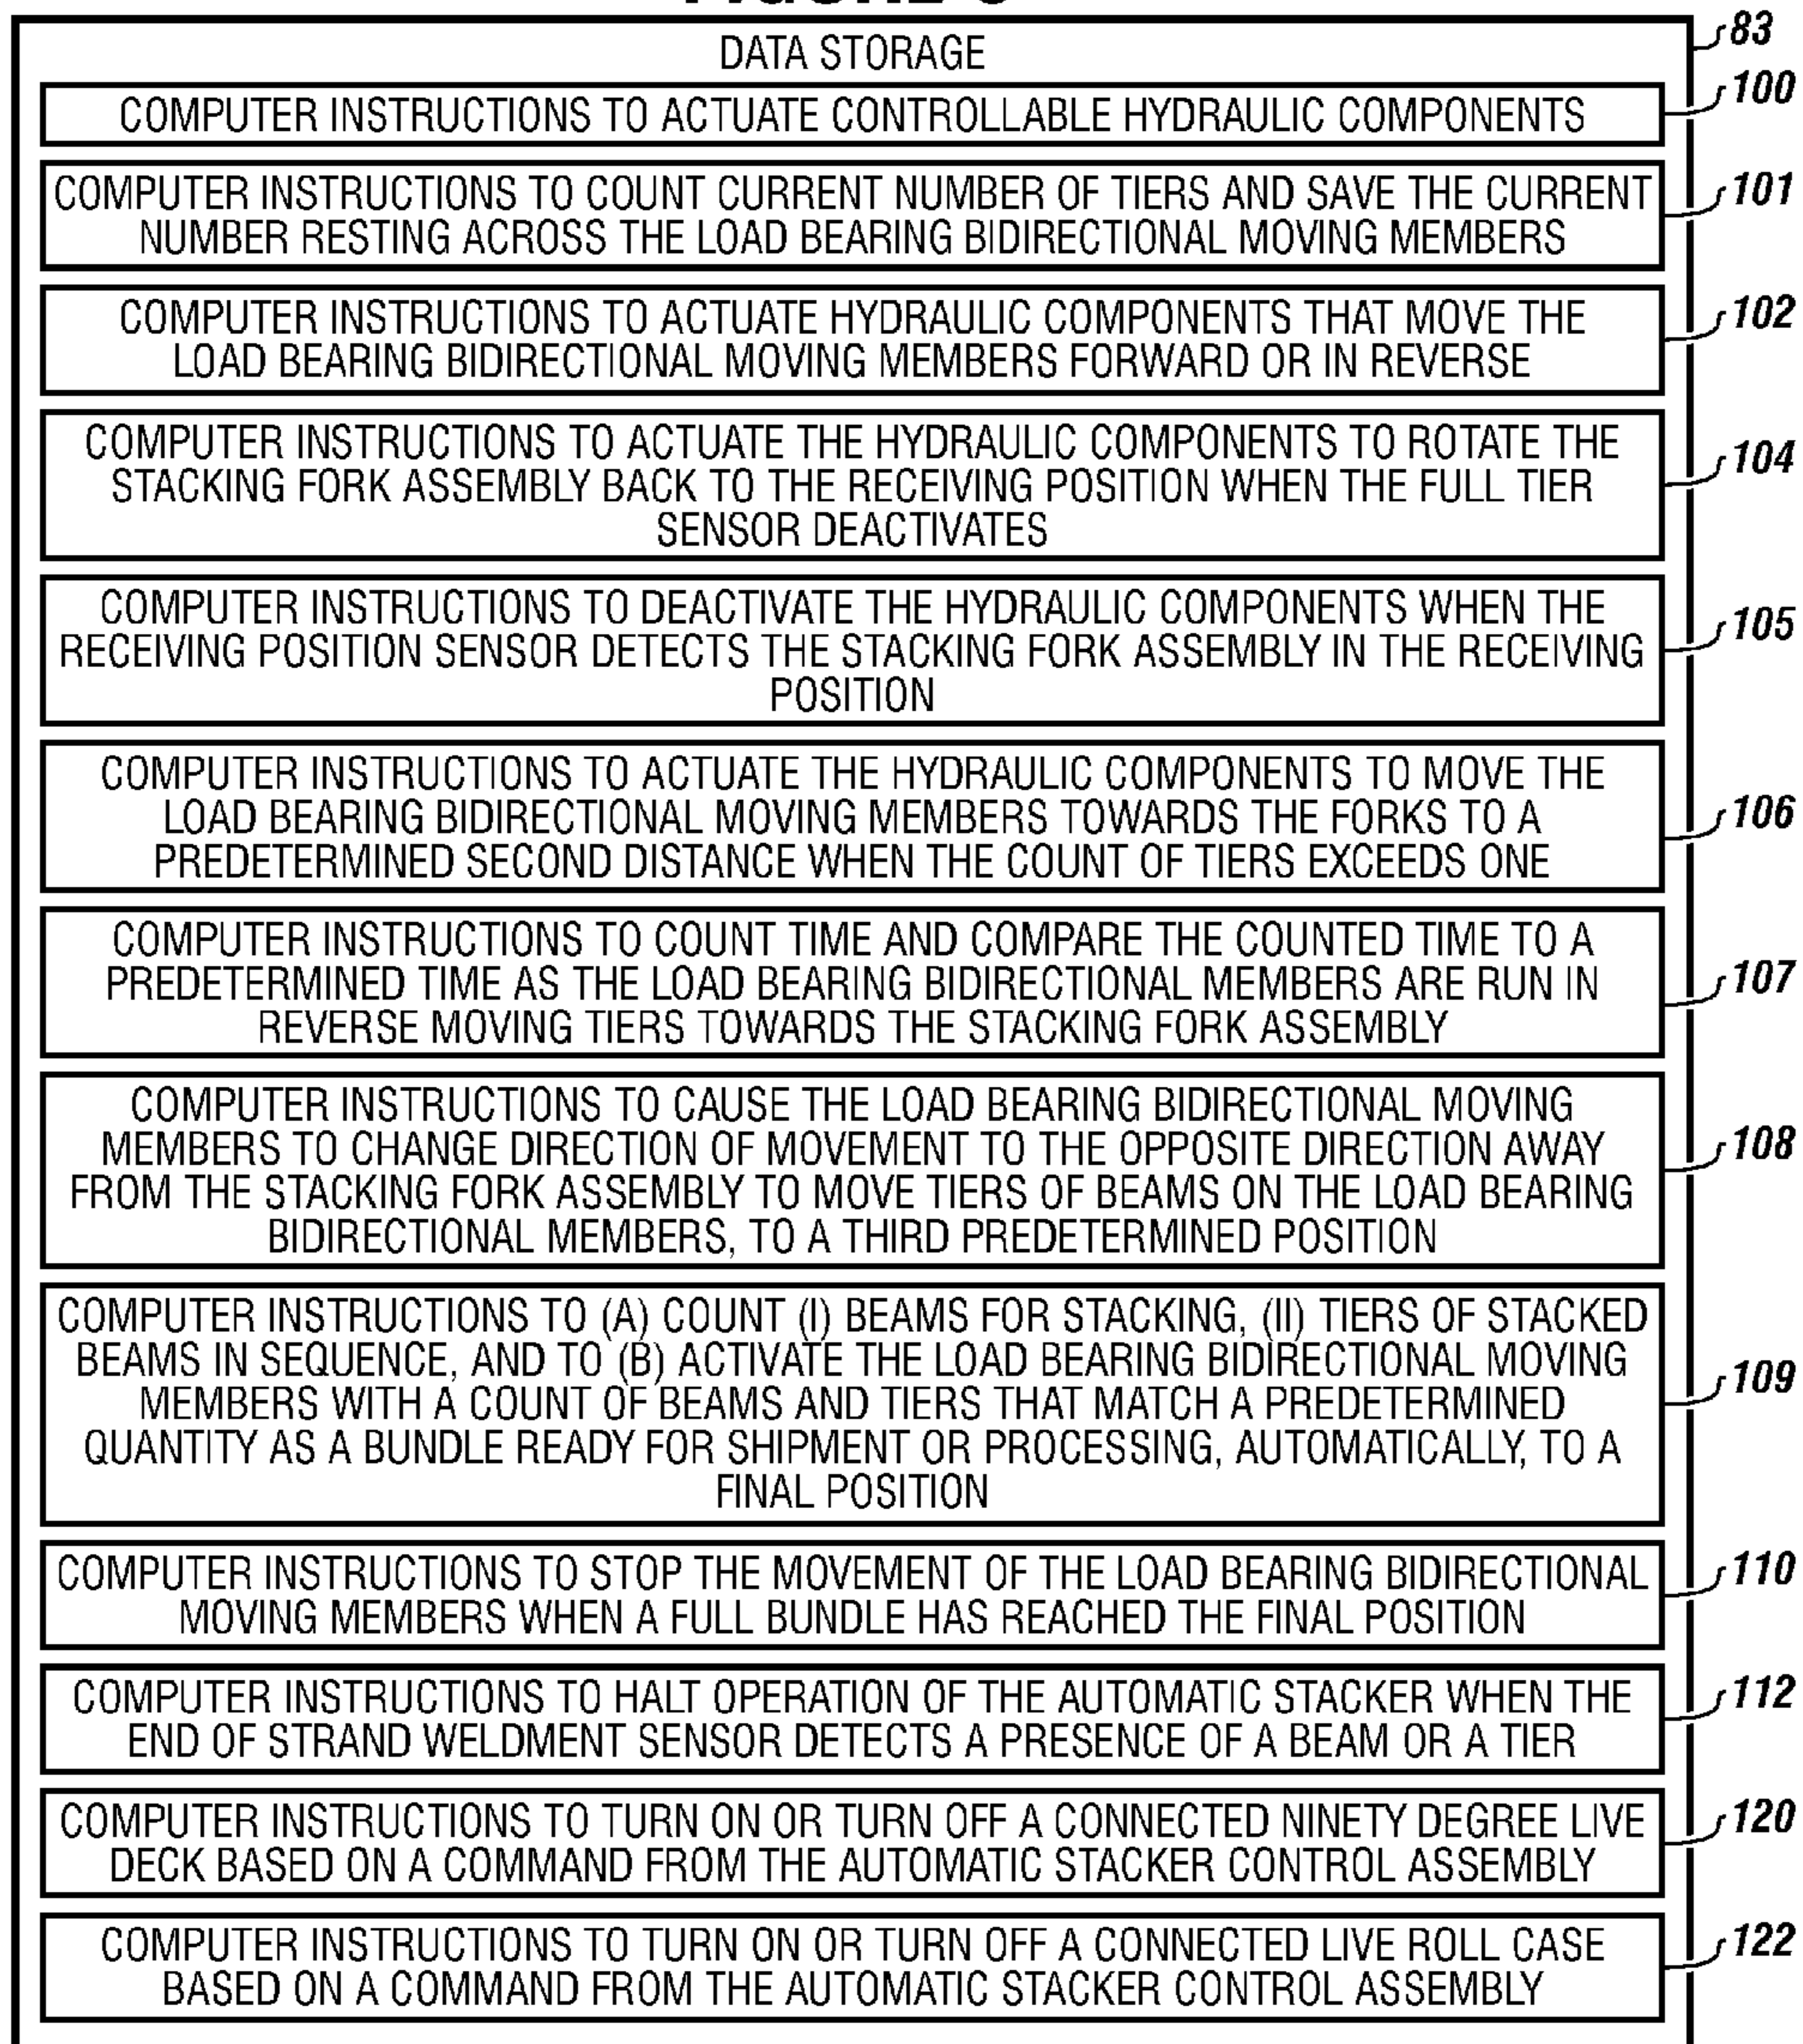 DATA STORAGE
83
COMPUTER INSTRUCTIONS TO ACTUATE CONTROLLABLE HYDRAULIC COMPONENTS
100
COMPUTER INSTRUCTIONS TO COUNT CURRENT NUMBER OF TIERS AND SAVE THE CURRENT
NUMBER RESTING ACROSS THE LOAD BEARING BIDIRECTIONAL MOVING MEMBERS
101
COMPUTER INSTRUCTIONS TO ACTUATE HYDRAULIC COMPONENTS THAT MOVE THE
LOAD BEARING BIDIRECTIONAL MOVING MEMBERS FORWARD OR IN REVERSE
102
COMPUTER INSTRUCTIONS TO ACTUATE THE HYDRAULIC COMPONENTS TO ROTATE THE
STACKING FORK ASSEMBLY BACK TO THE RECEIVING POSITION WHEN THE FULL TIER
SENSOR DEACTIVATES
104
COMPUTER INSTRUCTIONS TO DEACTIVATE THE HYDRAULIC COMPONENTS WHEN THE
RECEIVING POSITION SENSOR DETECTS THE STACKING FORK ASSEMBLY IN THE RECEIVING
POSITION
105
COMPUTER INSTRUCTIONS TO ACTUATE THE HYDRAULIC COMPONENTS TO MOVE THE
LOAD BEARING BIDIRECTIONAL MOVING MEMBERS TOWARDS THE FORKS TO A
PREDETERMINED SECOND DISTANCE WHEN THE COUNT OF TIERS EXCEEDS ONE
106
COMPUTER INSTRUCTIONS TO COUNT TIME AND COMPARE THE COUNTED TIME TO A
PREDETERMINED TIME AS THE LOAD BEARING BIDIRECTIONAL MEMBERS ARE RUN IN
REVERSE MOVING TIERS TOWARDS THE STACKING FORK ASSEMBLY
107
COMPUTER INSTRUCTIONS TO CAUSE THE LOAD BEARING BIDIRECTIONAL MOVING
MEMBERS TO CHANGE DIRECTION OF MOVEMENT TO THE OPPOSITE DIRECTION AWAY
FROM THE STACKING FORK ASSEMBLY TO MOVE TIERS OF BEAMS ON THE LOAD BEARING
BIDIRECTIONAL MEMBERS, TO A THIRD PREDETERMINED POSITION
108
COMPUTER INSTRUCTIONS TO (A) COUNT (I) BEAMS FOR STACKING, (II) TIERS OF STACKED
BEAMS IN SEQUENCE, AND TO (B) ACTIVATE THE LOAD BEARING BIDIRECTIONAL MOVING
MEMBERS WITH A COUNT OF BEAMS AND TIERS THAT MATCH A PREDETERMINED
QUANTITY AS A BUNDLE READY FOR SHIPMENT OR PROCESSING, AUTOMATICALLY, TO A
FINAL POSITION
109
COMPUTER INSTRUCTIONS TO STOP THE MOVEMENT OF THE LOAD BEARING BIDIRECTIONAL
MOVING MEMBERS WHEN A FULL BUNDLE HAS REACHED THE FINAL POSITION
110
COMPUTER INSTRUCTIONS TO HALT OPERATION OF THE AUTOMATIC STACKER WHEN THE
END OF STRAND WELDMENT SENSOR DETECTS A PRESENCE OF A BEAM OR A TIER
112
COMPUTER INSTRUCTIONS TO TURN ON OR TURN OFF A CONNECTED NINETY DEGREE LIVE
DECK BASED ON A COMMAND FROM THE AUTOMATIC STACKER CONTROL ASSEMBLY
120
COMPUTER INSTRUCTIONS TO TURN ON OR TURN OFF A CONNECTED LIVE ROLL CASE
BASED ON A COMMAND FROM THE AUTOMATIC STACKER CONTROL ASSEMBLY
122